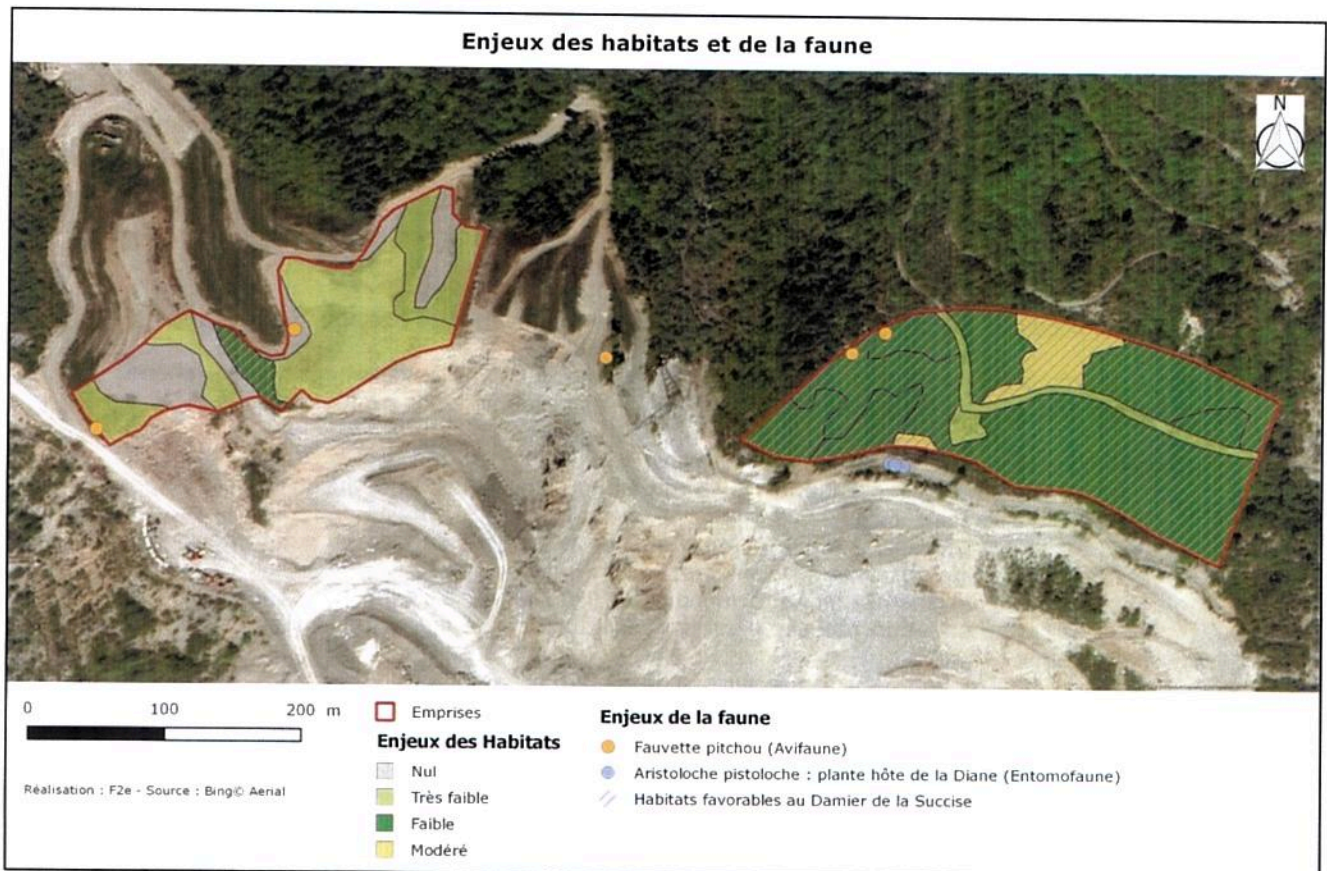 Enjeux des habitats et de la faune
N
0 100 200 m
Réalisation : F2e - Source : Bing© Aerial
Emprises
Enjeux des Habitats
Nul
Très faible
Faible
Modéré
Enjeux de la faune
Fauvette pitchou (Avifaune)
Aristoloche pistoloche : plante hôte de la Diane (Entomofaune)
Habitats favorables au Damier de la Succise